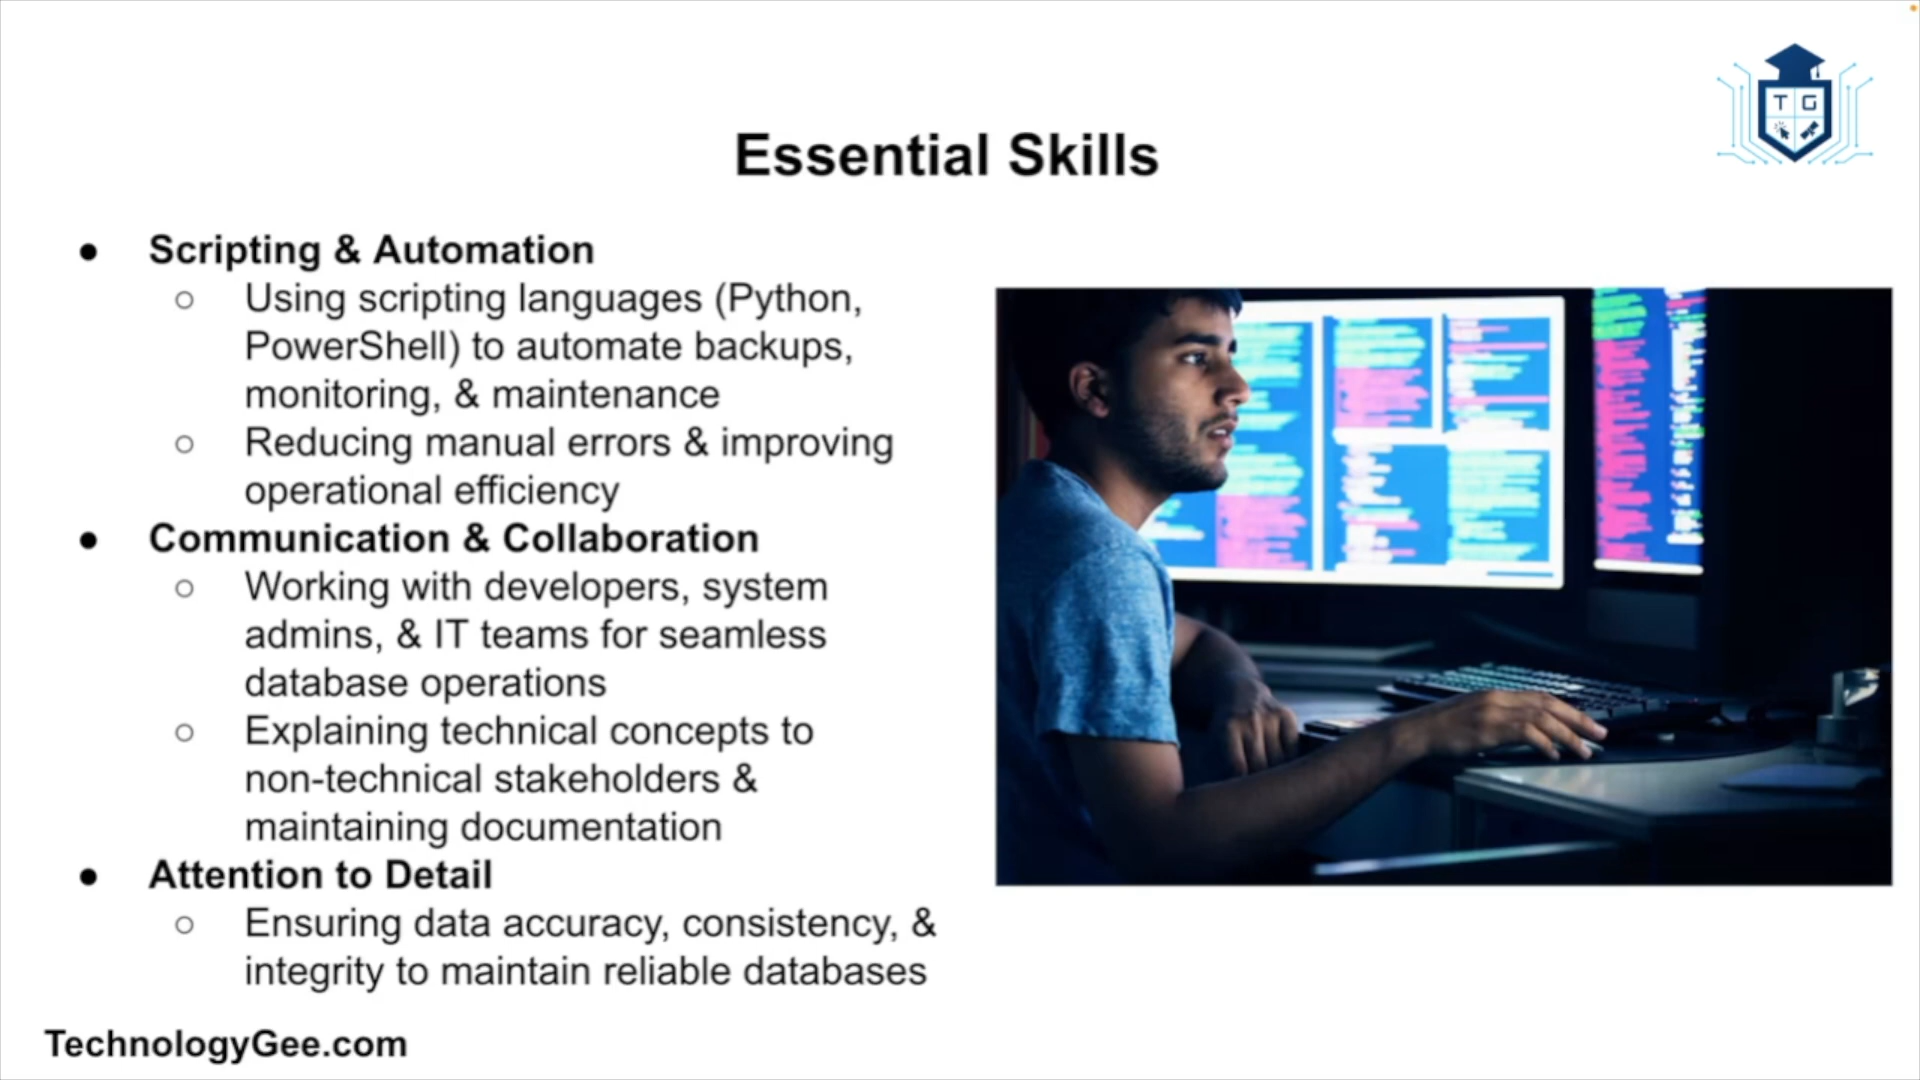 T G
Essential Skills
● Scripting & Automation
○ Using scripting languages (Python,
PowerShell) to automate backups,
monitoring, & maintenance
○ Reducing manual errors & improving
operational efficiency
● Communication & Collaboration
○ Working with developers, system
admins, & IT teams for seamless
database operations
○ Explaining technical concepts to
non-technical stakeholders &
maintaining documentation
● Attention to Detail
○ Ensuring data accuracy, consistency, &
integrity to maintain reliable databases
TechnologyGee.com